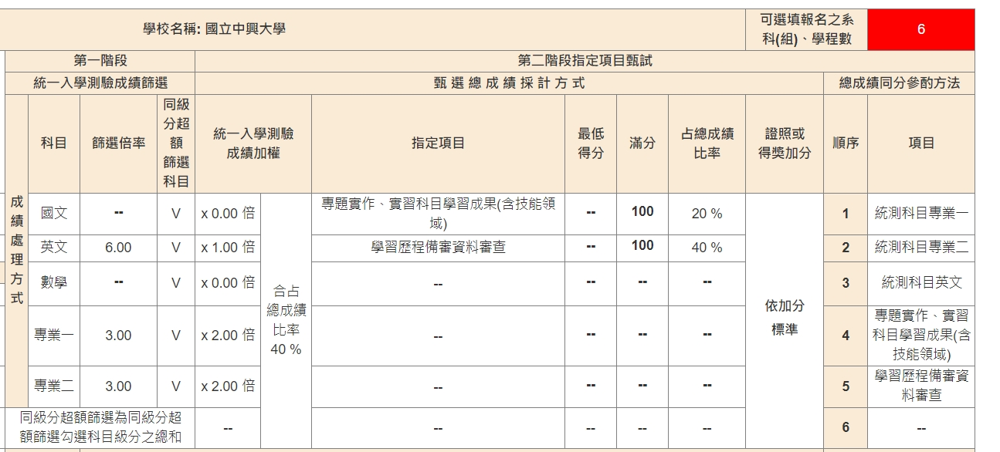 學校名稱: 國立中興大學
可選填報名之系
科(組)、學程數
6
第一階段
第二階段指定項目甄試
統一入學測驗成績篩選
甄 選 總 成 績 採 計 方 式
總成績同分參酌方法
成績處理方式
科目
篩選倍率
同級
分超
額
篩選
科目
統一入學測驗
成績加權
指定項目
最低
得分
滿分
占總成績
比率
證照或
得獎加分
順序
項目
國文 -- V x 0.00 倍
專題實作、實習科目學習成果(含技能領
域)
-- 100 20 %
1 統測科目專業一
英文 6.00 V x 1.00 倍 學習歷程備審資料審查 -- 100 40 % 2 統測科目專業二
數學 -- V x 0.00 倍 -- -- -- -- 3 統測科目英文
合占
總成績
比率
40 %
依加分
標準
專業一 3.00 V x 2.00 倍 -- -- -- -- 4
專題實作、實習
科目學習成果(含
技能領域)
專業二 3.00 V x 2.00 倍 -- -- -- -- 5
學習歷程備審資
料審查
同級分超額篩選為同級分超
額篩選勾選科目級分之總和
-- -- -- -- -- 6 --